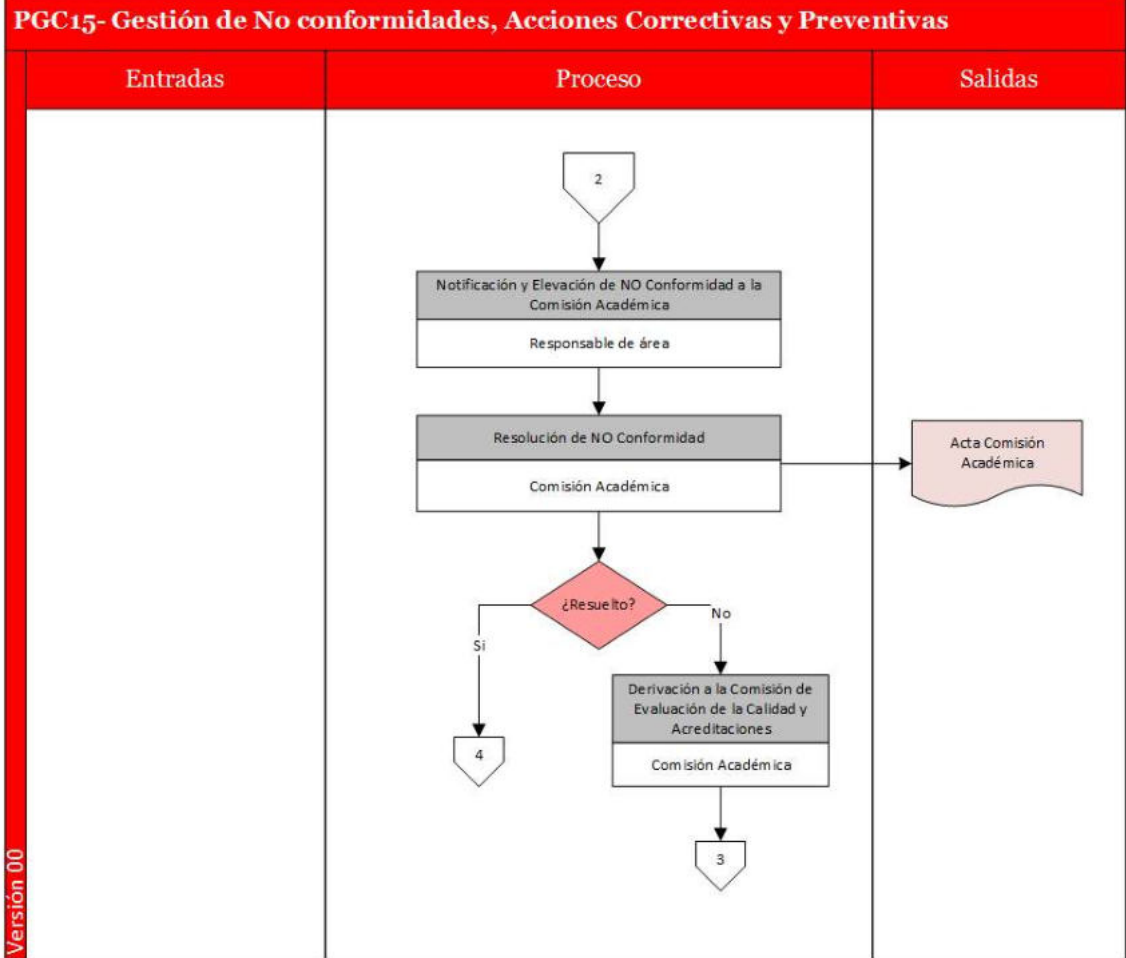 PGC15- Gestión de No conformidades, Acciones Correctivas y Preventivas
Entradas
Proceso
Salidas
2
Notificación y Elevación de NO Conformidad a la
Comisión Académica
Responsable de área
Resolución de NO Conformidad
Comisión Académica
Acta Comisión
Académica
¿Resuelto?
Si
No
Derivación a la Comisión de
Evaluación de la Calidad y
Acreditaciones
Comisión Académica
4
3
Versión 00